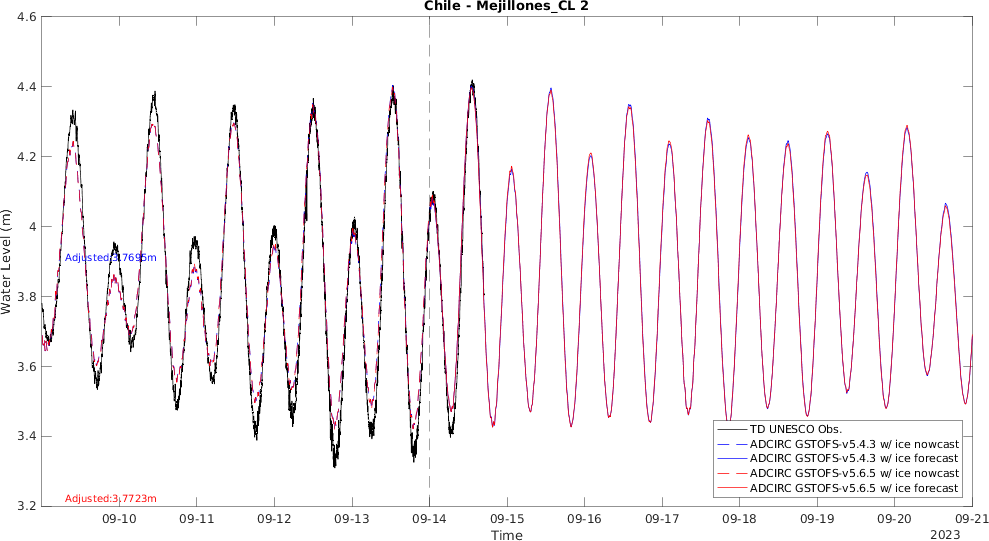 Chile - Mejillones_CL 2
4.6
4.4
4.2
4
3.8
3.6
3.4
3.2
Water Level (m)
Adjusted:3.7695m
Adjusted:3.7723m
TD UNESCO Obs.
ADCIRC GSTOFS-v5.4.3 w/ ice nowcast
ADCIRC GSTOFS-v5.4.3 w/ ice forecast
ADCIRC GSTOFS-v5.6.5 w/ ice nowcast
ADCIRC GSTOFS-v5.6.5 w/ ice forecast
09-10 09-11 09-12 09-13 09-14 09-15 09-16 09-17 09-18 09-19 09-20 09-21
Time
2023